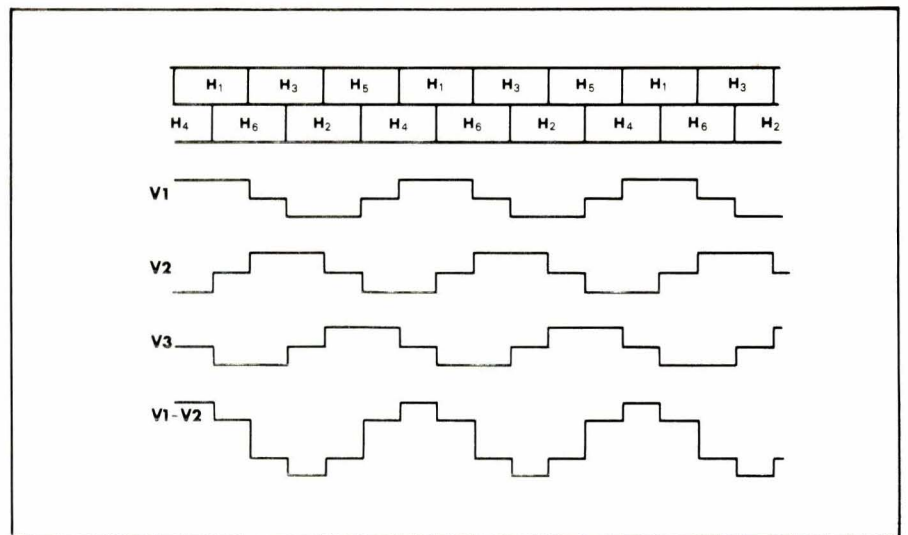 H₁ H₃ H₅ H₁ H₃ H₅ H₁ H₃
H₄ H₆ H₂ H₄ H₆ H₂ H₄ H₆ H₂
V1
V2
V3
V1-V2